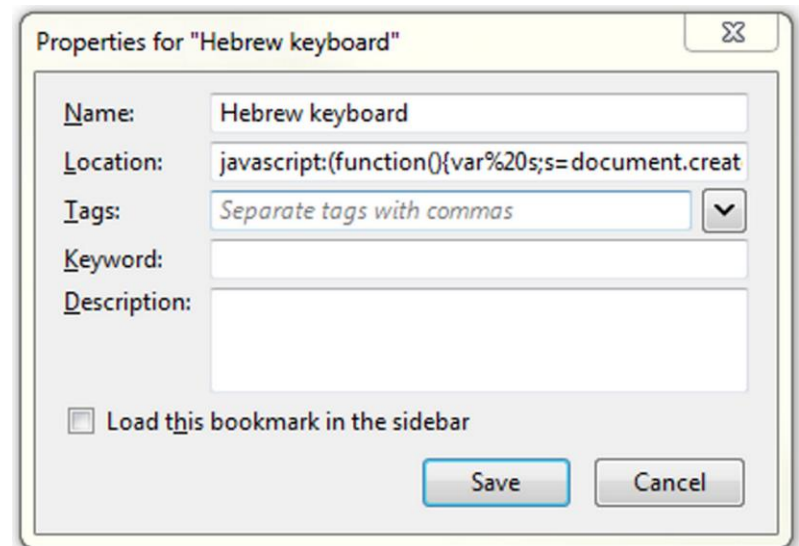 Properties for "Hebrew keyboard"
Name: Hebrew keyboard
Location: javascript:(function(){var%20s;s=document.creat
Tags: Separate tags with commas
Keyword:
Description:
Load this bookmark in the sidebar
Save Cancel